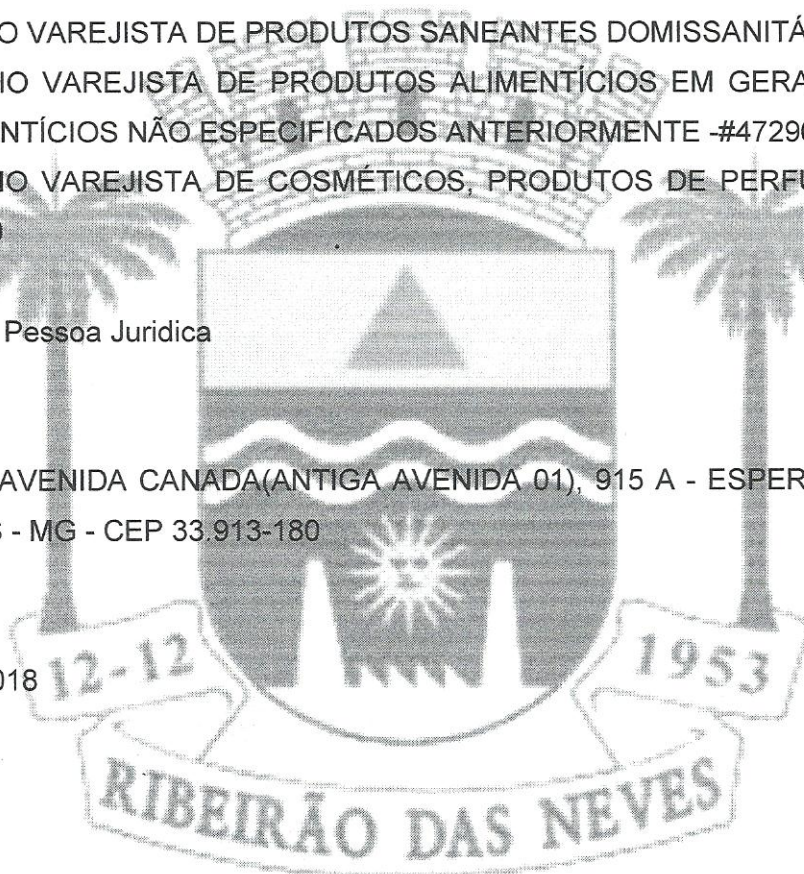 O VAREJISTA DE PRODUTOS SANEANTES DOMISSANITÁ
IO VAREJISTA DE PRODUTOS ALIMENTÍCIOS EM GERA
NTÍCIOS NÃO ESPECIFICADOS ANTERIORMENTE -#47290
IO VAREJISTA DE COSMÉTICOS, PRODUTOS DE PERFU
Pessoa Juridica
AVENIDA CANADA(ANTIGA AVENIDA 01), 915 A - ESPER
- MG - CEP 33.913-180
018
12-12
1953
RIBEIRÃO DAS NEVES